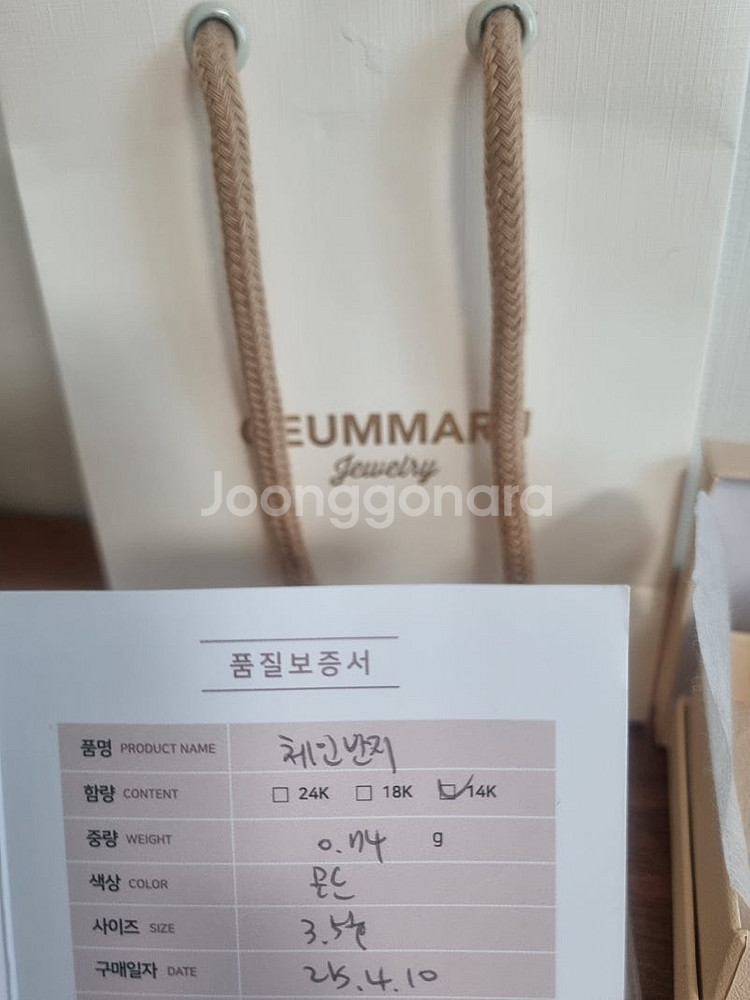 GEUMMARU
Jewelry
Joonggonara
품질보증서
품명 PRODUCT NAME 체인반지
함량 CONTENT ☐ 24K ☐ 18K ☑ 14K
중량 WEIGHT 0.74 g
색상 COLOR 골드
사이즈 SIZE 3.5호
구매일자 DATE 25.4.10